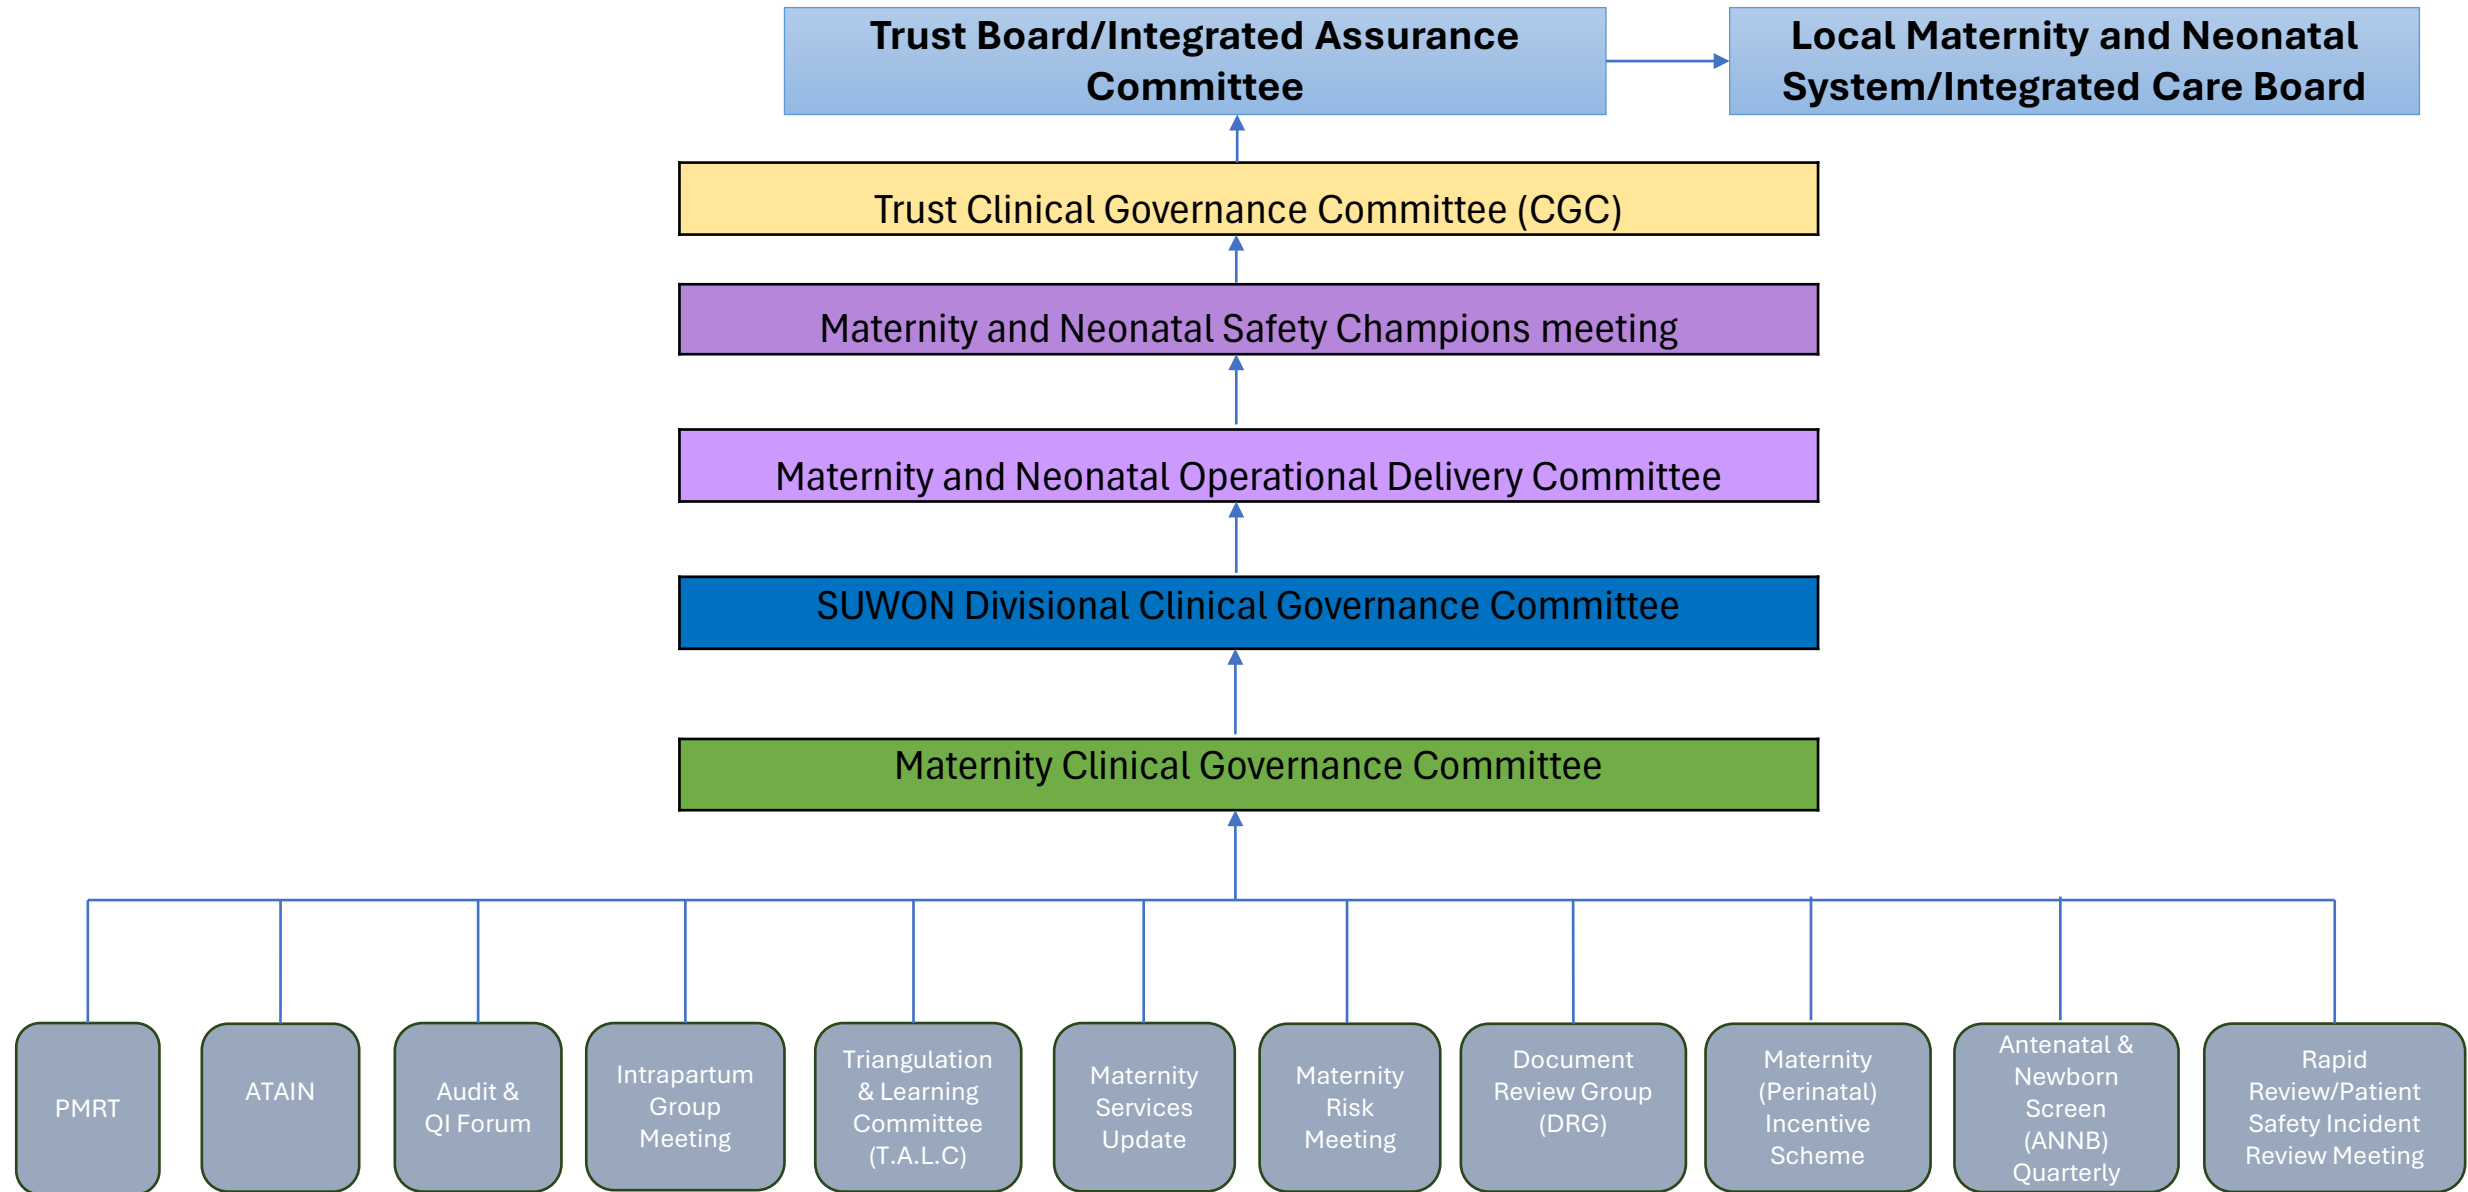 Trust Board/Integrated Assurance
Committee
Local Maternity and Neonatal
System/Integrated Care Board
Trust Clinical Governance Committee (CGC)
Maternity and Neonatal Safety Champions meeting
Maternity and Neonatal Operational Delivery Committee
SUWON Divisional Clinical Governance Committee
Maternity Clinical Governance Committee
PMRT
ATAIN
Audit &
QI Forum
Intrapartum
Group
Meeting
Triangulation
& Learning
Committee
(T.A.L.C)
Maternity
Services
Update
Maternity
Risk
Meeting
Document
Review Group
(DRG)
Maternity
(Perinatal)
Incentive
Scheme
Antenatal &
Newborn
Screen
(ANNB)
Quarterly
Rapid
Review/Patient
Safety Incident
Review Meeting